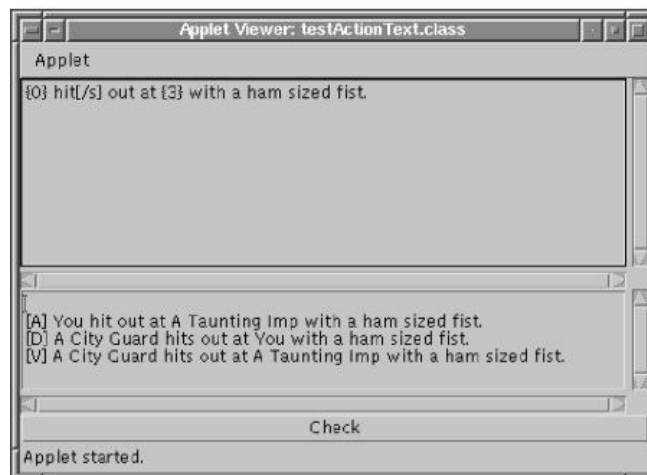 Applet Viewer: testActionText.class
Applet
{0} hit[/s] out at {3} with a ham sized fist.
[A] You hit out at A Taunting Imp with a ham sized fist.
[D] A City Guard hits out at You with a ham sized fist.
[V] A City Guard hits out at A Taunting Imp with a ham sized fist.
Check
Applet started.